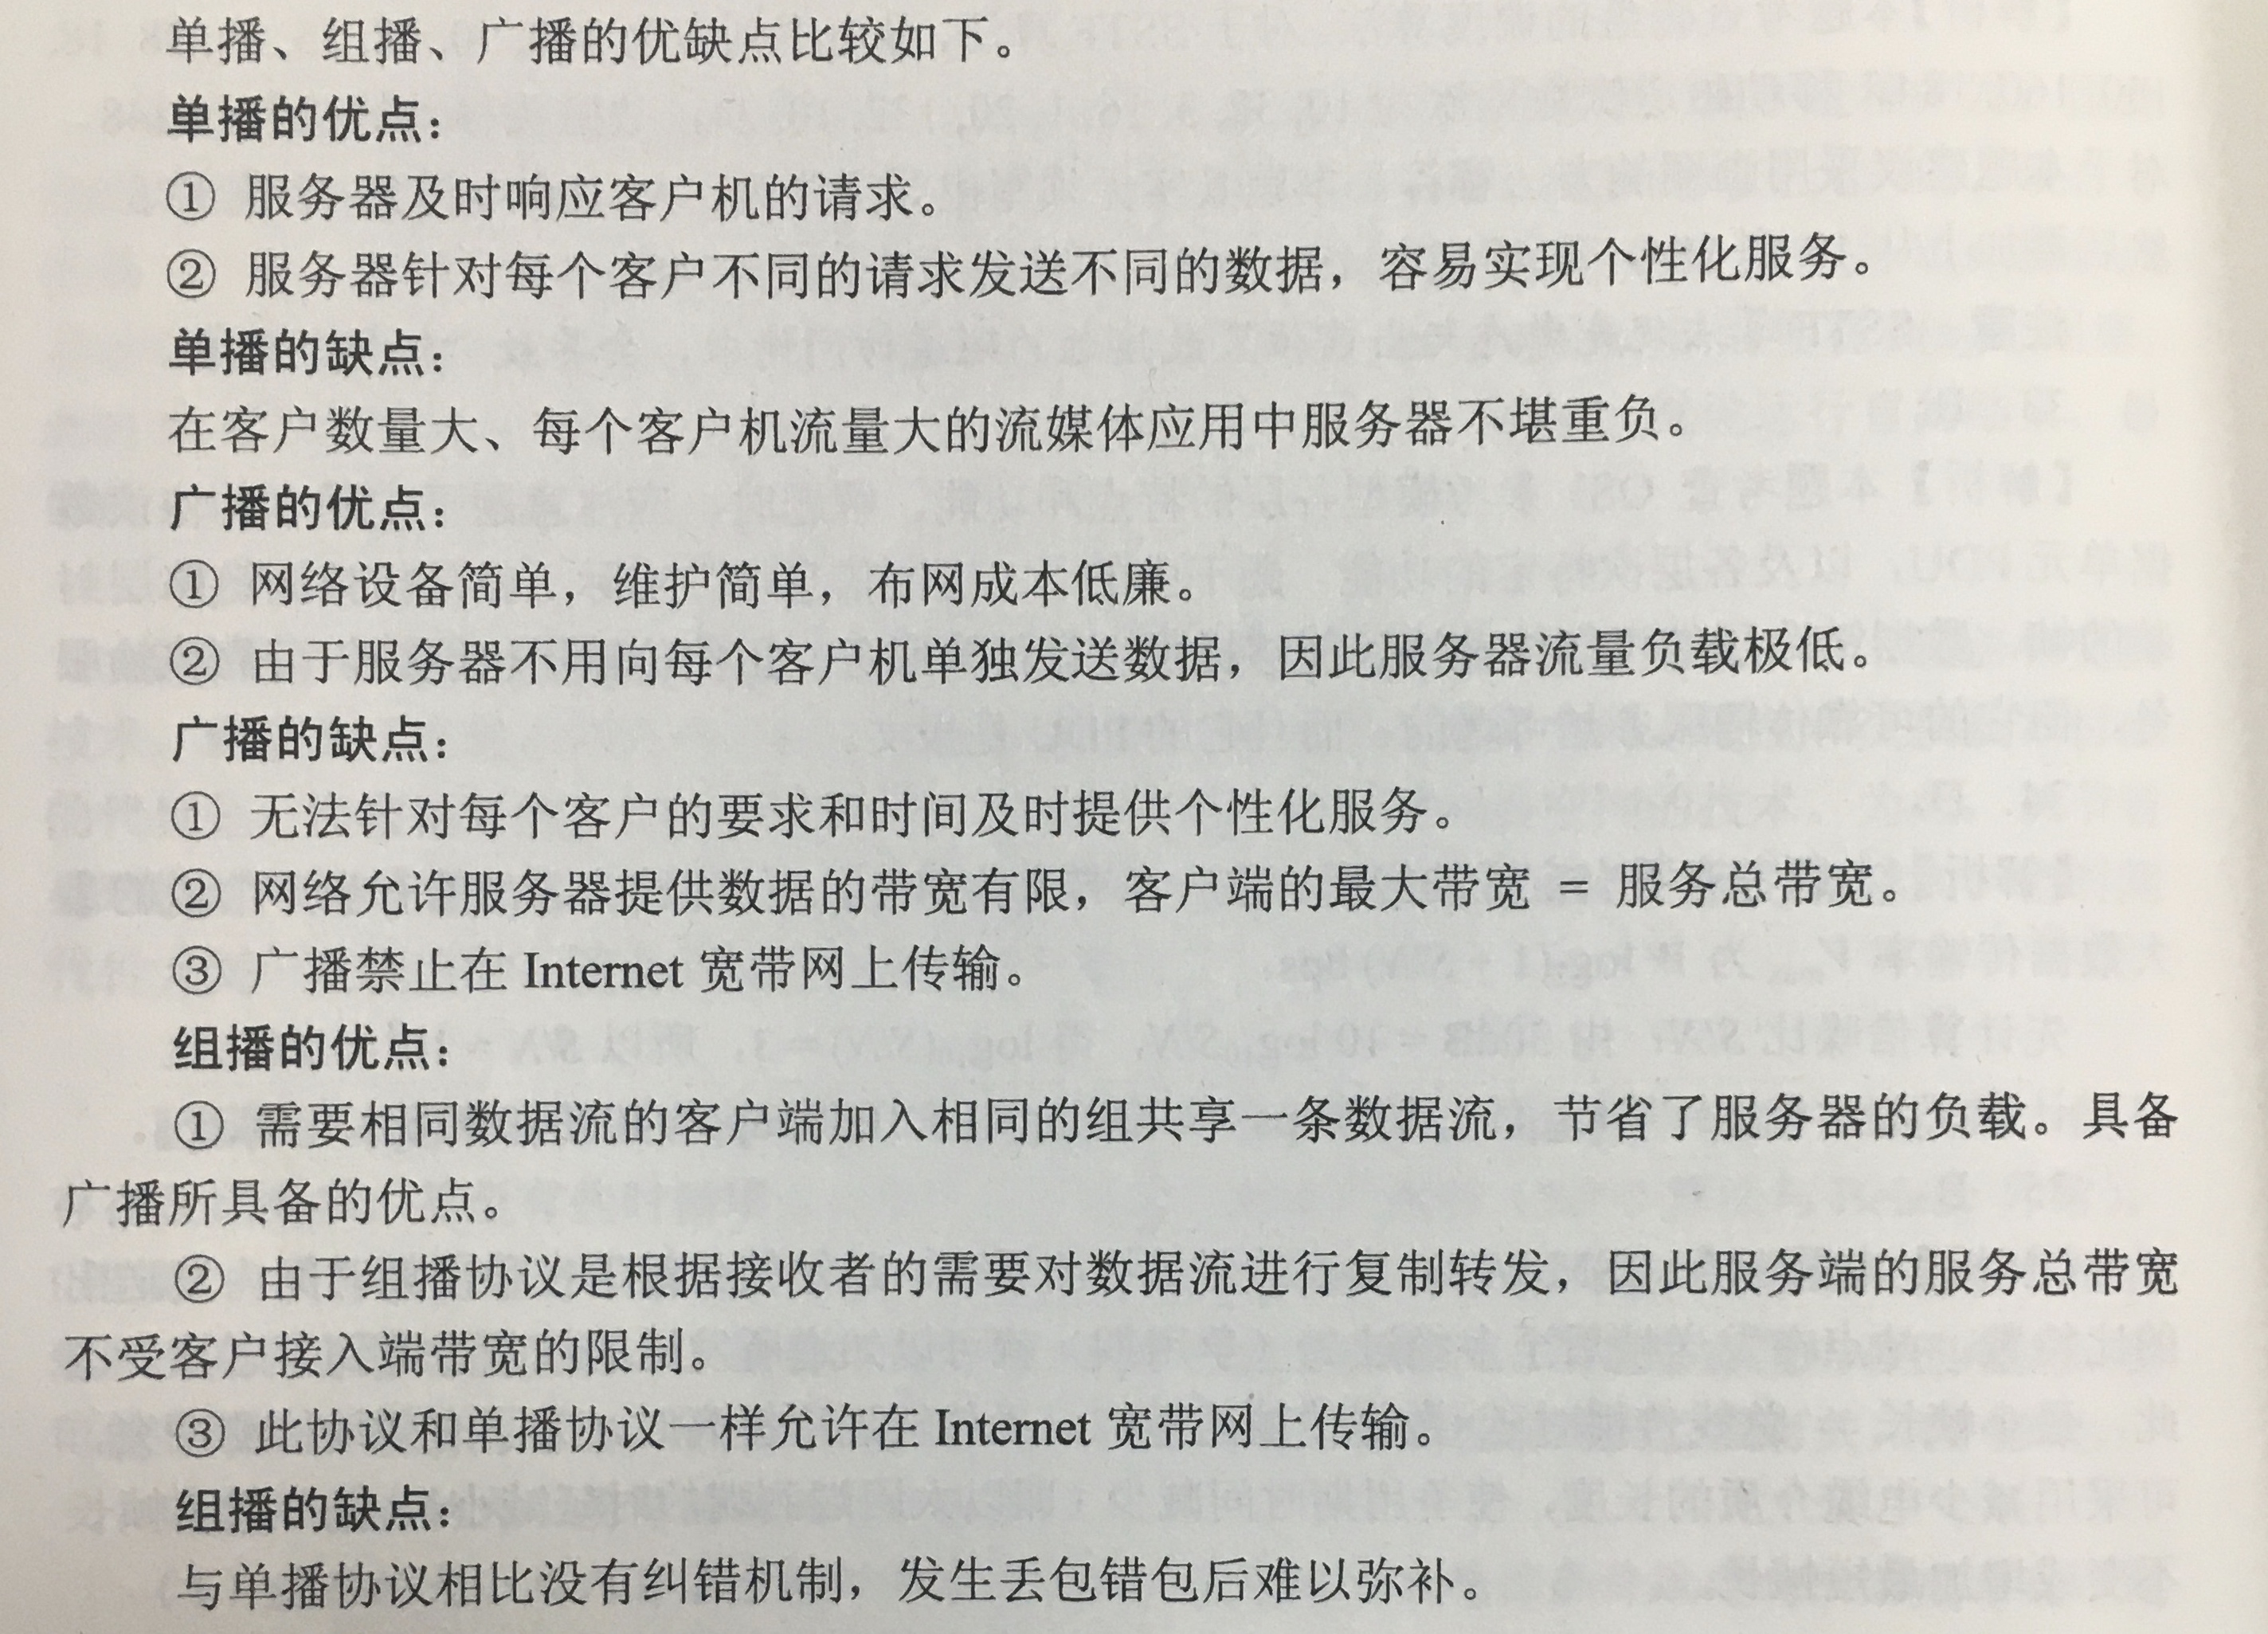 单播、组播、广播的优缺点比较如下。
单播的优点：
① 服务器及时响应客户机的请求。
② 服务器针对每个客户不同的请求发送不同的数据，容易实现个性化服务。
单播的缺点：
在客户数量大、每个客户机流量大的流媒体应用中服务器不堪重负。
广播的优点：
① 网络设备简单，维护简单，布网成本低廉。
② 由于服务器不用向每个客户机单独发送数据，因此服务器流量负载极低。
广播的缺点：
① 无法针对每个客户的要求和时间及时提供个性化服务。
② 网络允许服务器提供数据的带宽有限，客户端的最大带宽 = 服务总带宽。
③ 广播禁止在 Internet 宽带网上传输。
组播的优点：
① 需要相同数据流的客户端加入相同的组共享一条数据流，节省了服务器的负载。具备
广播所具备的优点。
② 由于组播协议是根据接收者的需要对数据流进行复制转发，因此服务端的服务总带宽
不受客户接入端带宽的限制。
③ 此协议和单播协议一样允许在 Internet 宽带网上传输。
组播的缺点：
与单播协议相比没有纠错机制，发生丢包错包后难以弥补。